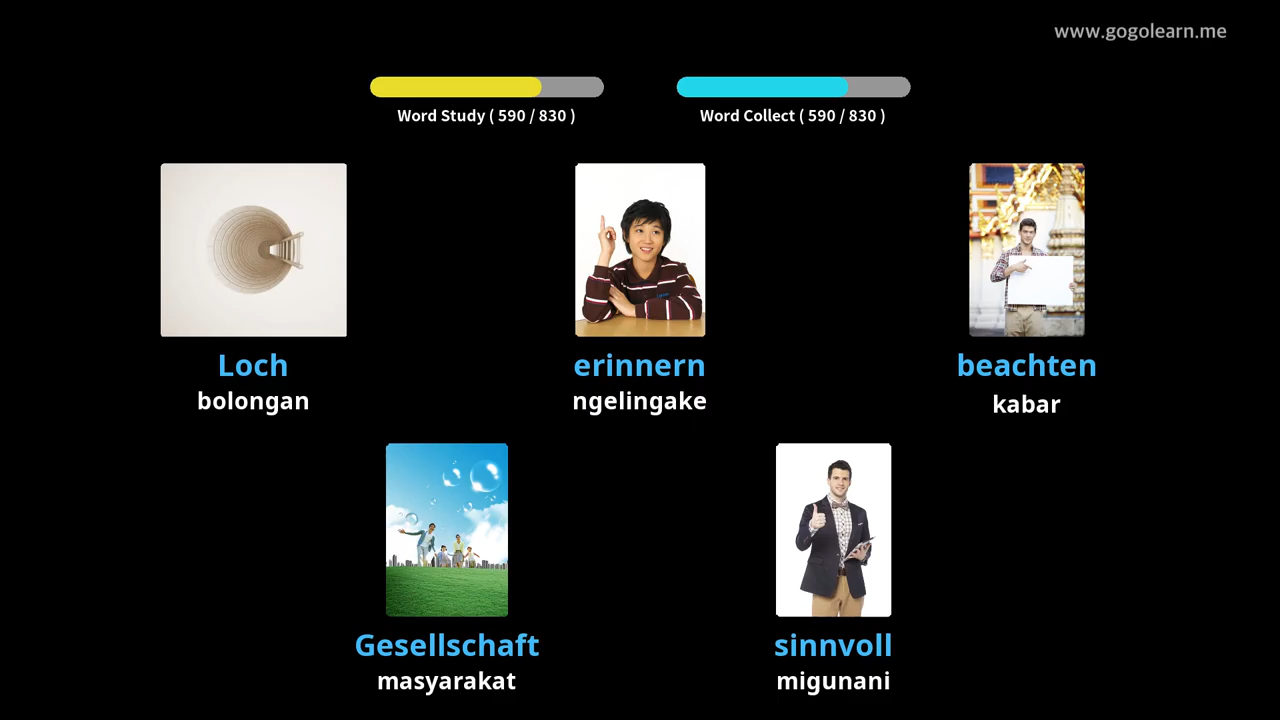 www.gogolearn.me
Word Study ( 590 / 830 )
Word Collect ( 590 / 830 )
Loch
bolongan
erinnern
ngelingake
beachten
kabar
Gesellschaft
masyarakat
sinnvoll
migunani